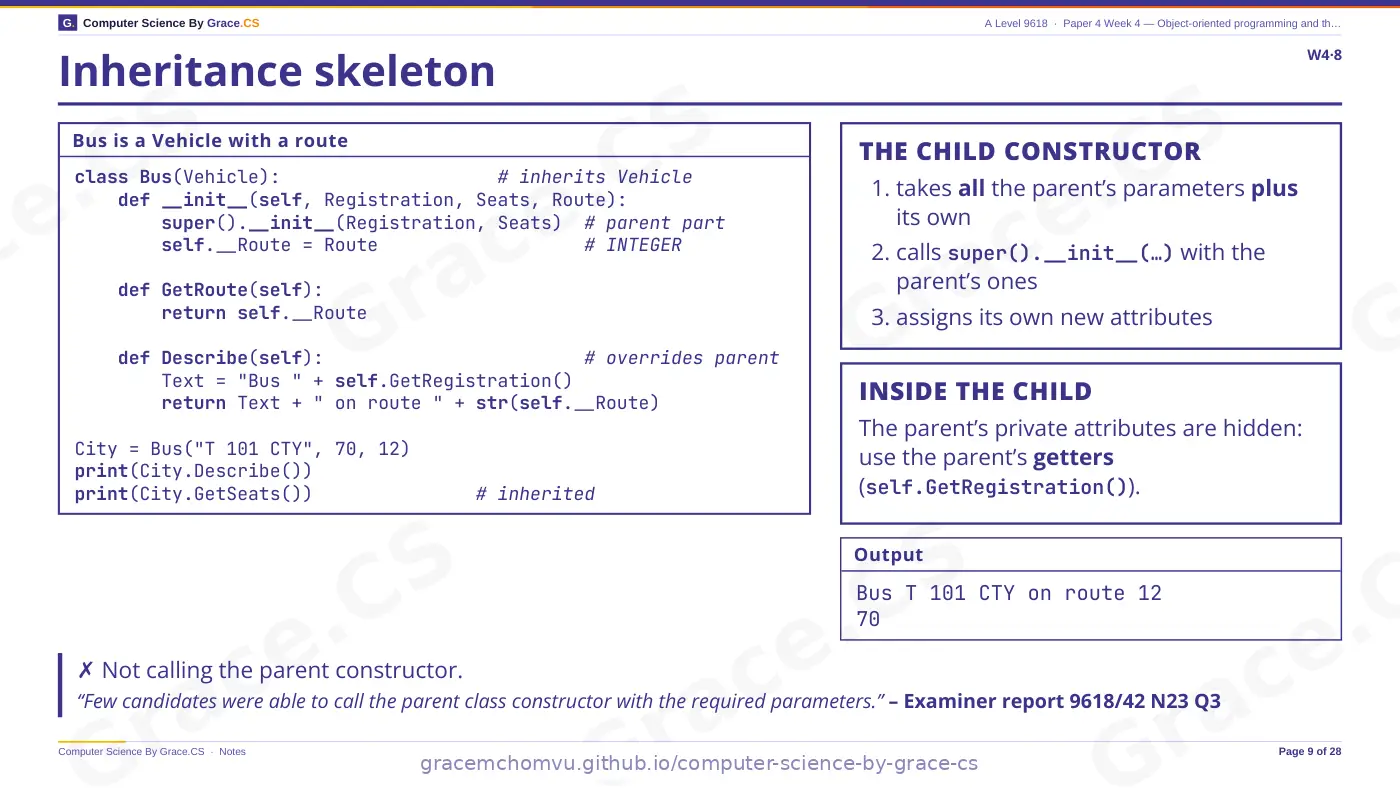 G. Computer Science By Grace.CS
A Level 9618 · Paper 4 Week 4 — Object-oriented programming and th…
Inheritance skeleton
W4·8
Bus is a Vehicle with a route
class Bus(Vehicle):                    # inherits Vehicle
    def __init__(self, Registration, Seats, Route):
        super().__init__(Registration, Seats)  # parent part
        self.__Route = Route                   # INTEGER
    def GetRoute(self):
        return self.__Route
    def Describe(self):                        # overrides parent
        Text = "Bus " + self.GetRegistration()
        return Text + " on route " + str(self.__Route)
City = Bus("T 101 CTY", 70, 12)
print(City.Describe())
print(City.GetSeats())               # inherited
THE CHILD CONSTRUCTOR
1. takes all the parent’s parameters plus
its own
2. calls super().__init__(…) with the
parent’s ones
3. assigns its own new attributes
INSIDE THE CHILD
The parent’s private attributes are hidden:
use the parent’s getters
(self.GetRegistration()).
Output
Bus T 101 CTY on route 12
70
✗ Not calling the parent constructor.
“Few candidates were able to call the parent class constructor with the required parameters.” – Examiner report 9618/42 N23 Q3
Computer Science By Grace.CS · Notes
Page 9 of 28
gracemchomvu.github.io/computer-science-by-grace-cs